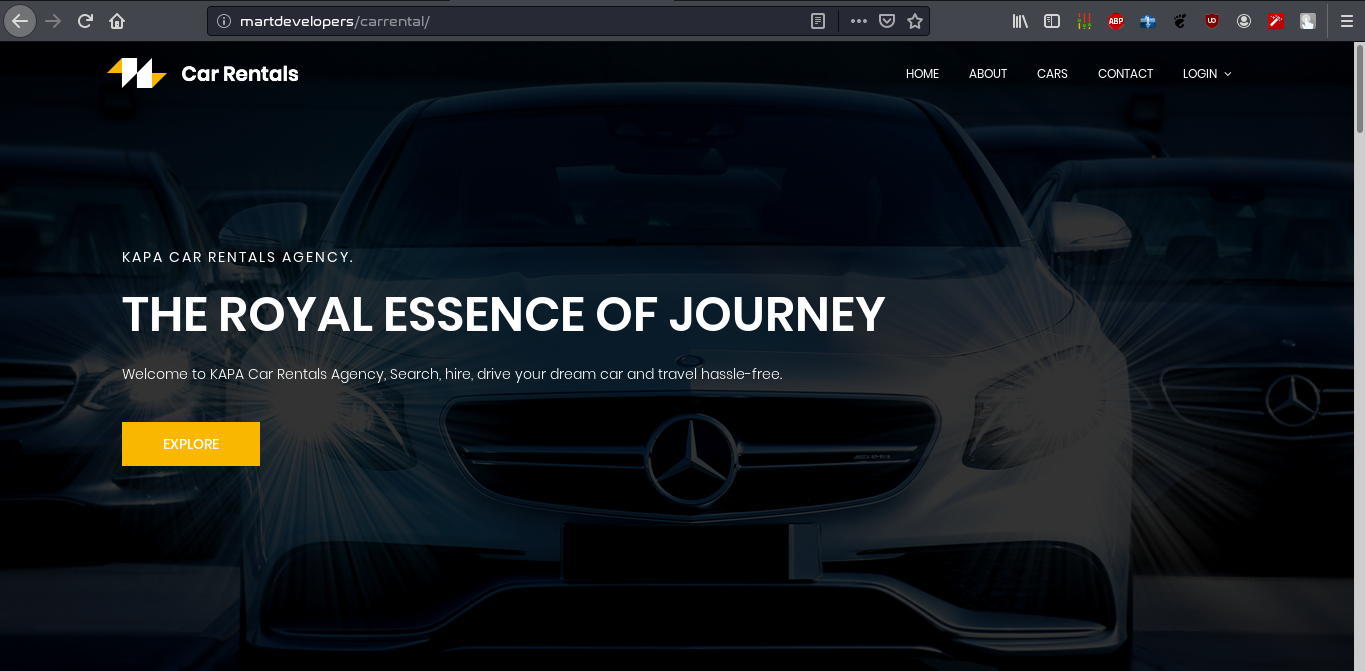 martdevelopers/carrental/
ABP
Car Rentals
HOME ABOUT CARS CONTACT LOGIN
KAPA CAR RENTALS AGENCY.
THE ROYAL ESSENCE OF JOURNEY
Welcome to KAPA Car Rentals Agency, Search, hire, drive your dream car and travel hassle-free.
EXPLORE